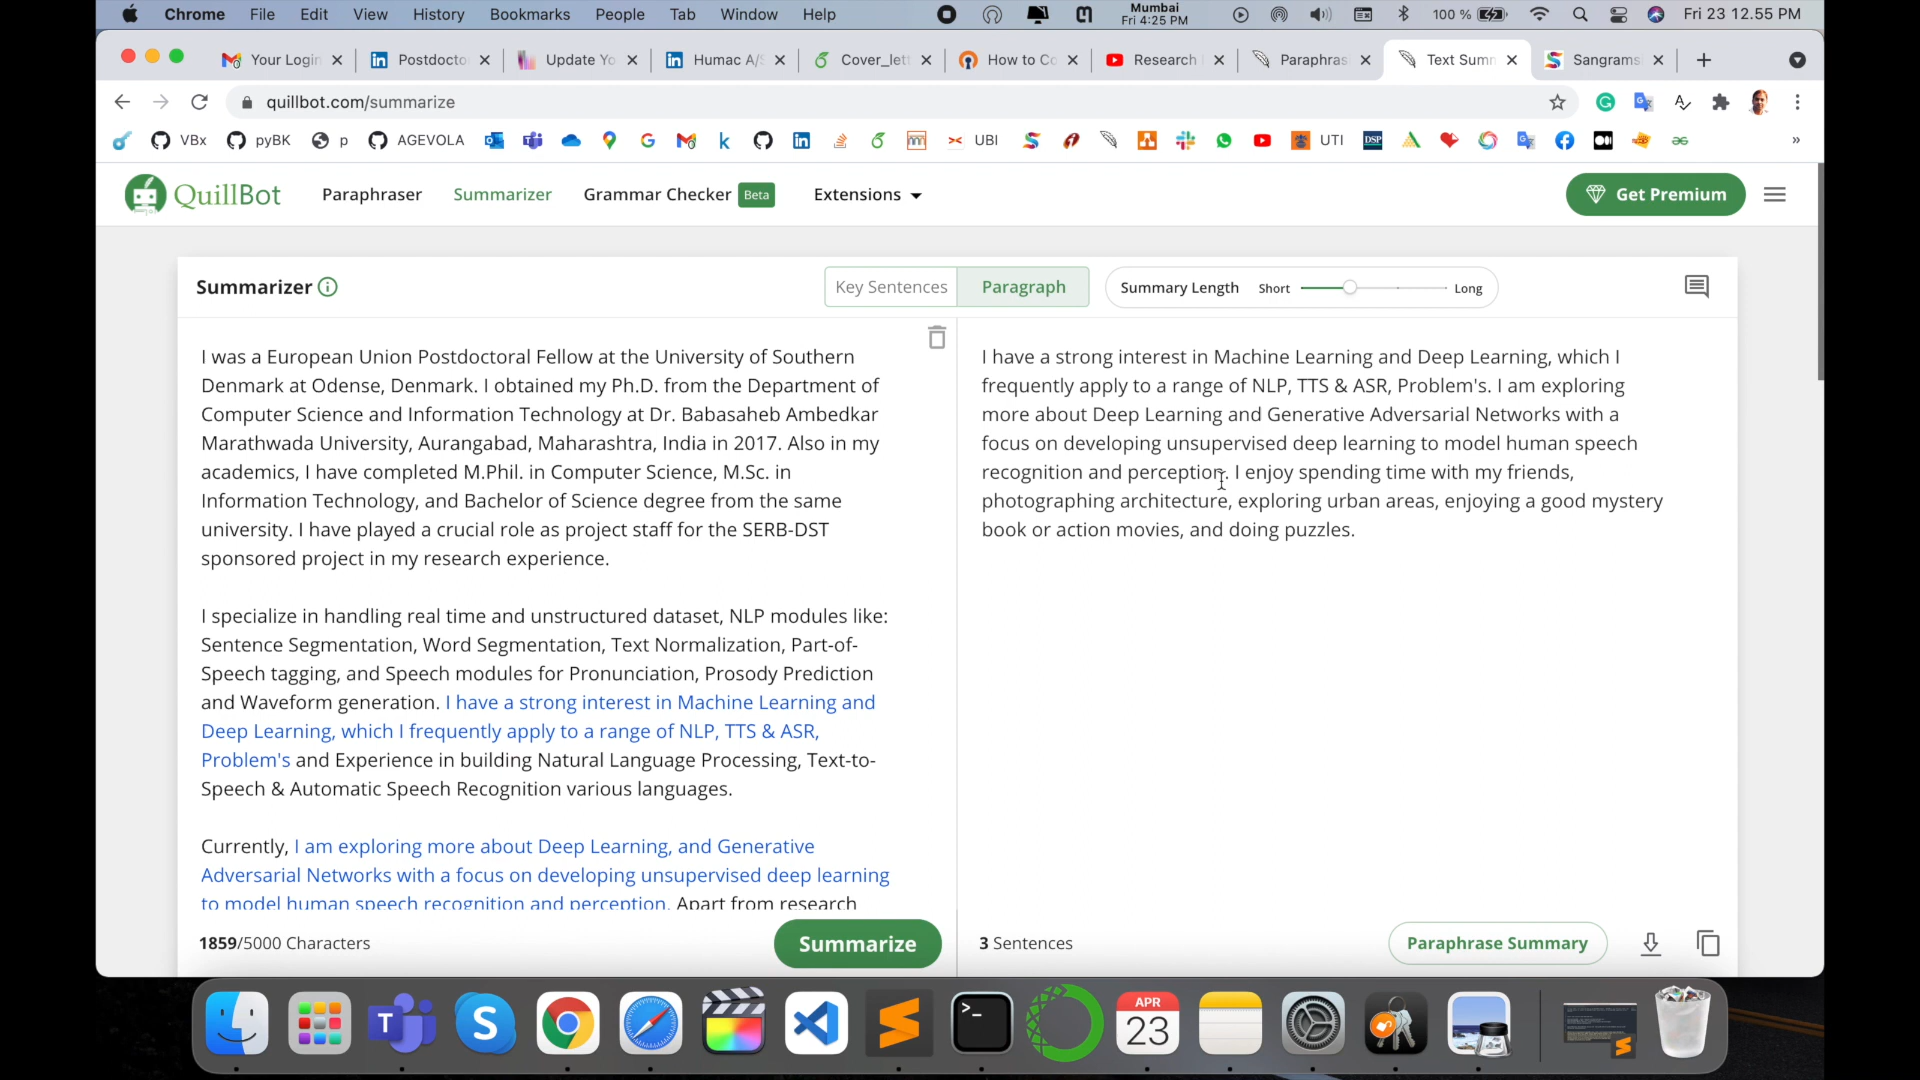 Chrome File Edit View History Bookmarks People Tab Window Help Mumbai Fri 4:25 PM 100 % Fri 23 12.55 PM
Your Login Postdocto Update Yo Humac A/S Cover_lett How to Co Research Paraphras Text Summ Sangrams
quillbot.com/summarize
VBx pyBK p AGEVOLA UBI UTI DSP »
QuillBot Paraphraser Summarizer Grammar Checker Beta Extensions Get Premium
Summarizer Key Sentences Paragraph Summary Length Short Long
I was a European Union Postdoctoral Fellow at the University of Southern
Denmark at Odense, Denmark. I obtained my Ph.D. from the Department of
Computer Science and Information Technology at Dr. Babasaheb Ambedkar
Marathwada University, Aurangabad, Maharashtra, India in 2017. Also in my
academics, I have completed M.Phil. in Computer Science, M.Sc. in
Information Technology, and Bachelor of Science degree from the same
university. I have played a crucial role as project staff for the SERB-DST
sponsored project in my research experience.
I specialize in handling real time and unstructured dataset, NLP modules like:
Sentence Segmentation, Word Segmentation, Text Normalization, Part-of-
Speech tagging, and Speech modules for Pronunciation, Prosody Prediction
and Waveform generation. I have a strong interest in Machine Learning and
Deep Learning, which I frequently apply to a range of NLP, TTS & ASR,
Problem's and Experience in building Natural Language Processing, Text-to-
Speech & Automatic Speech Recognition various languages.
Currently, I am exploring more about Deep Learning, and Generative
Adversarial Networks with a focus on developing unsupervised deep learning
to model human speech recognition and perception. Apart from research
1859/5000 Characters
Summarize
I have a strong interest in Machine Learning and Deep Learning, which I
frequently apply to a range of NLP, TTS & ASR, Problem's. I am exploring
more about Deep Learning and Generative Adversarial Networks with a
focus on developing unsupervised deep learning to model human speech
recognition and perception. I enjoy spending time with my friends,
photographing architecture, exploring urban areas, enjoying a good mystery
book or action movies, and doing puzzles.
3 Sentences
Paraphrase Summary
APR
23